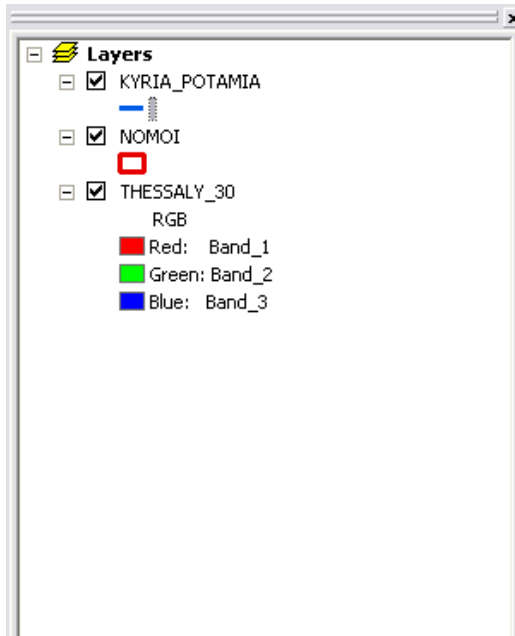 Layers
KYRIA_POTAMIA
NOMOI
THESSALY_30
RGB
Red: Band_1
Green: Band_2
Blue: Band_3